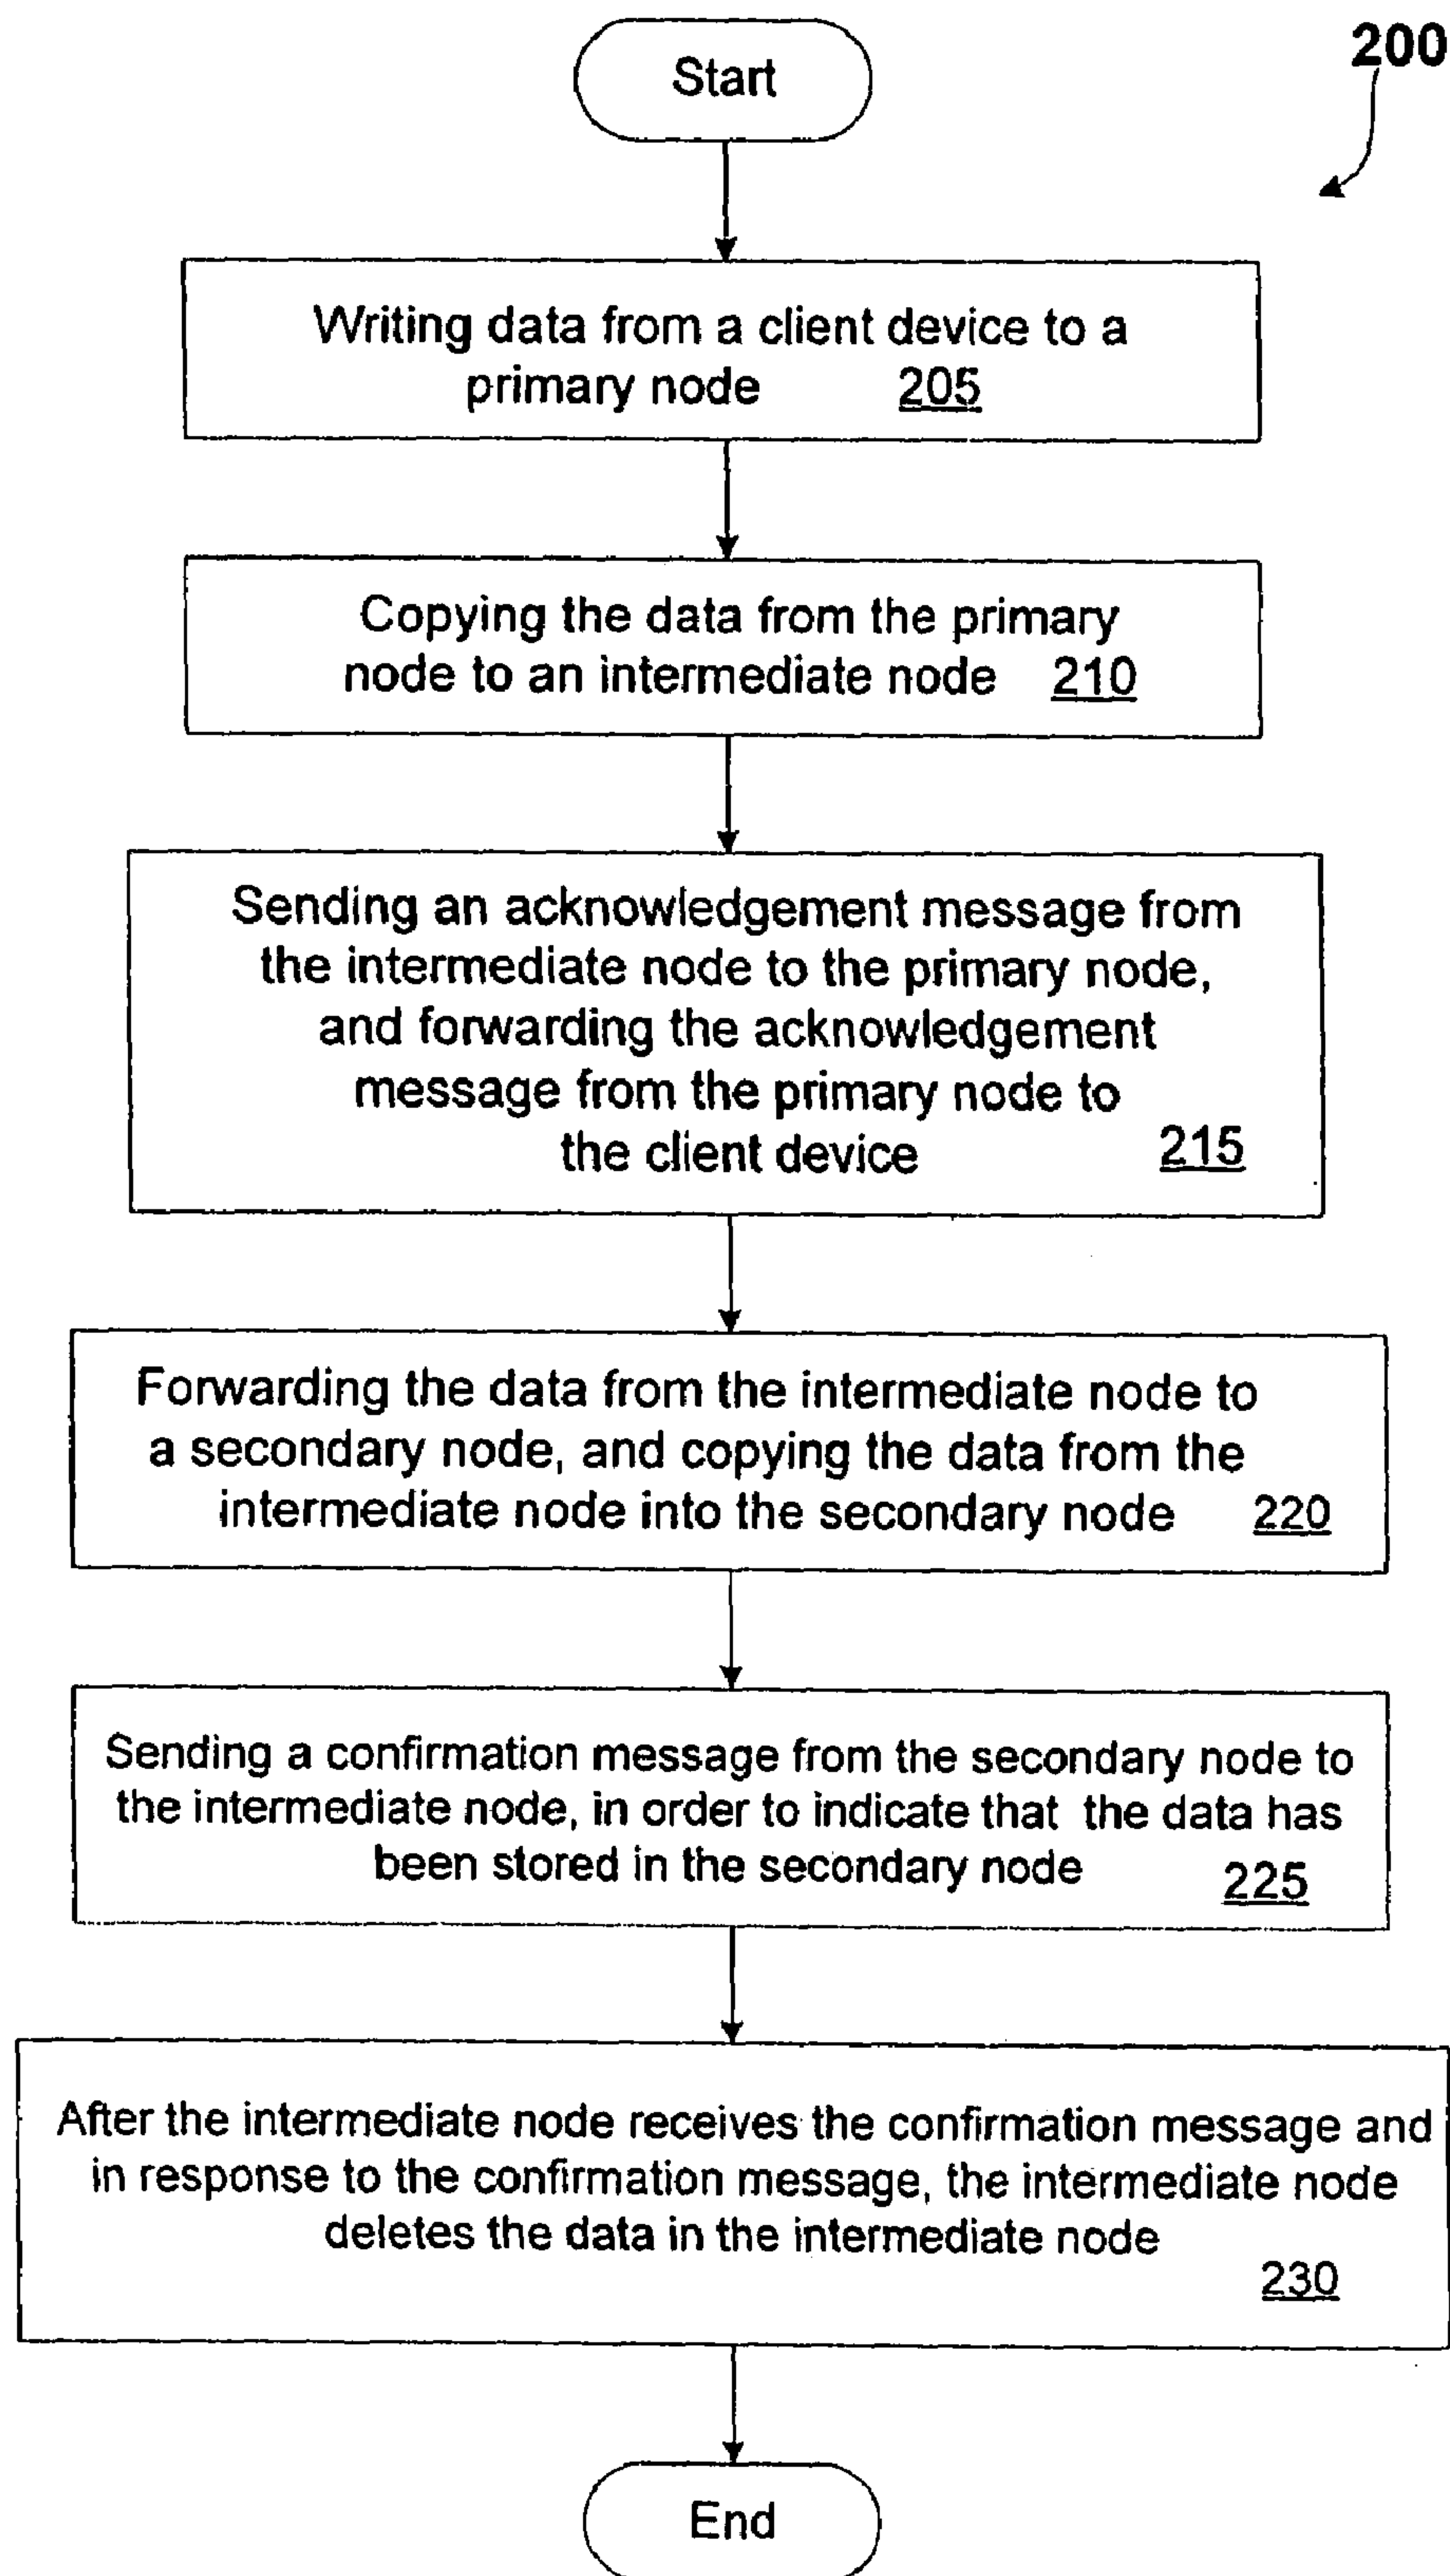 200
Start
Writing data from a client device to a
primary node 205
Copying the data from the primary
node to an intermediate node 210
Sending an acknowledgement message from
the intermediate node to the primary node,
and forwarding the acknowledgement
message from the primary node to
the client device 215
Forwarding the data from the intermediate node to
a secondary node, and copying the data from the
intermediate node into the secondary node 220
Sending a confirmation message from the secondary node to
the intermediate node, in order to indicate that the data has
been stored in the secondary node 225
After the intermediate node receives the confirmation message and
in response to the confirmation message, the intermediate node
deletes the data in the intermediate node
230
End